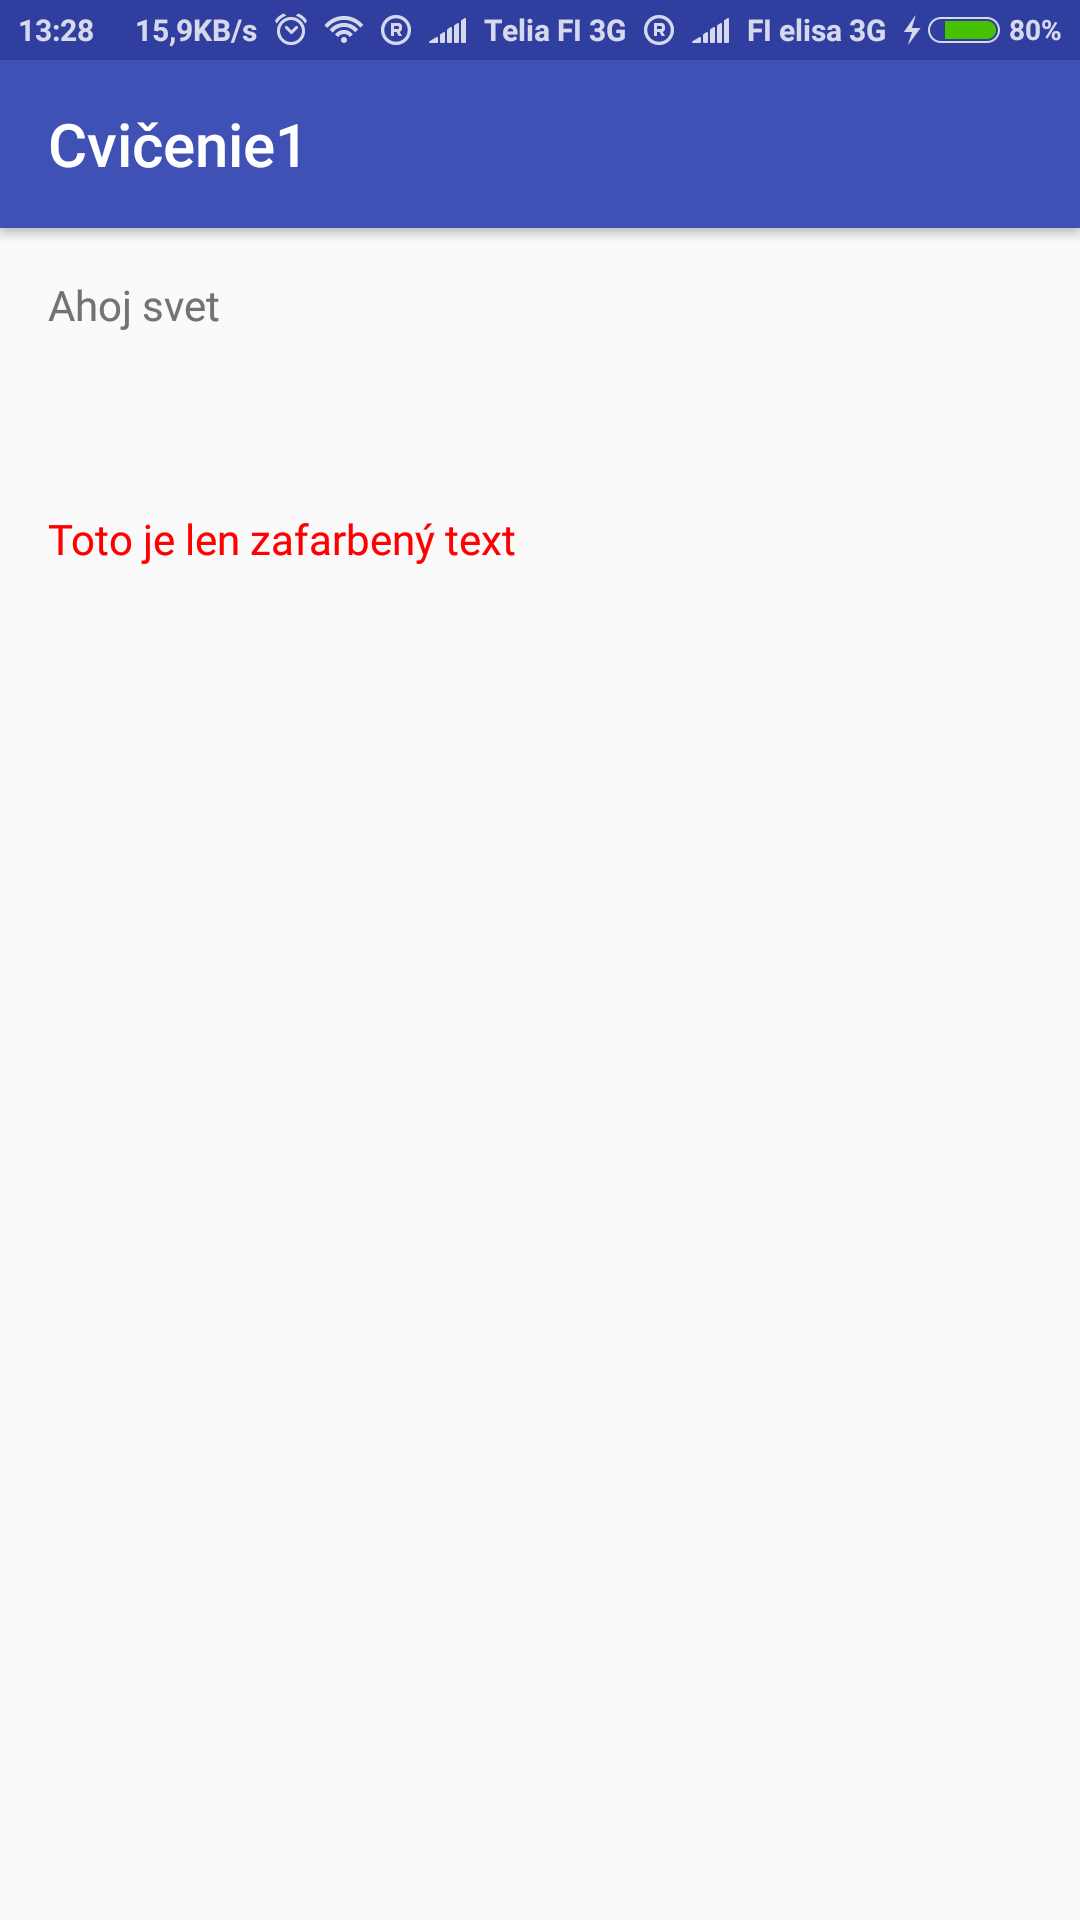 13:28 15,9KB/s R Telia FI 3G R FI elisa 3G 80%
Cvičenie1
Ahoj svet
Toto je len zafarbený text